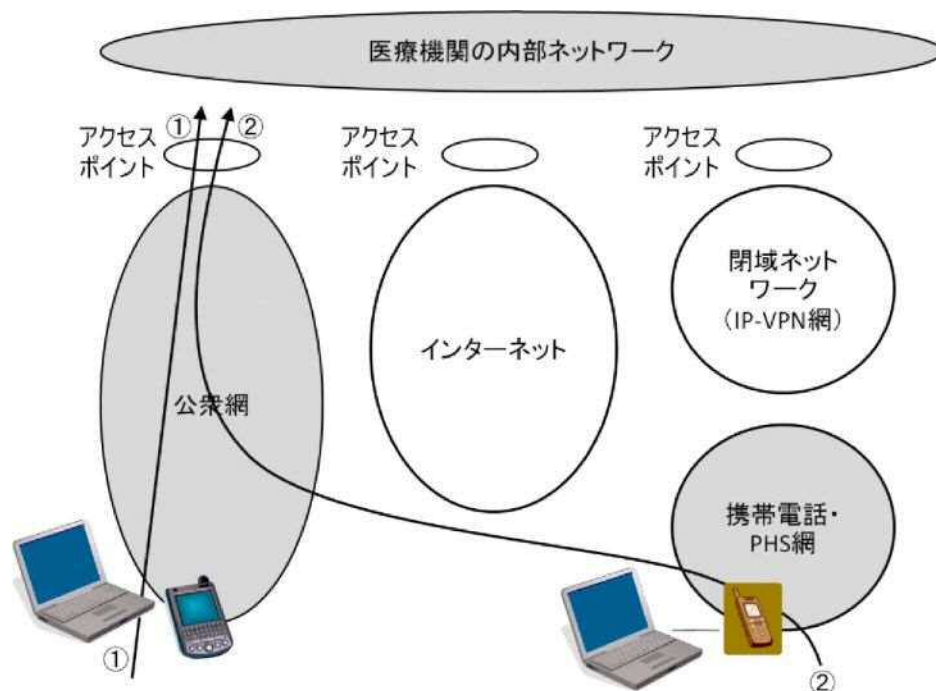 医療機関の内部ネットワーク
アクセス
ポイント
①
②
アクセス
ポイント
アクセス
ポイント
閉域ネット
ワーク
（IP-VPN網）
インターネット
公衆網
携帯電話・
PHS網
①
②